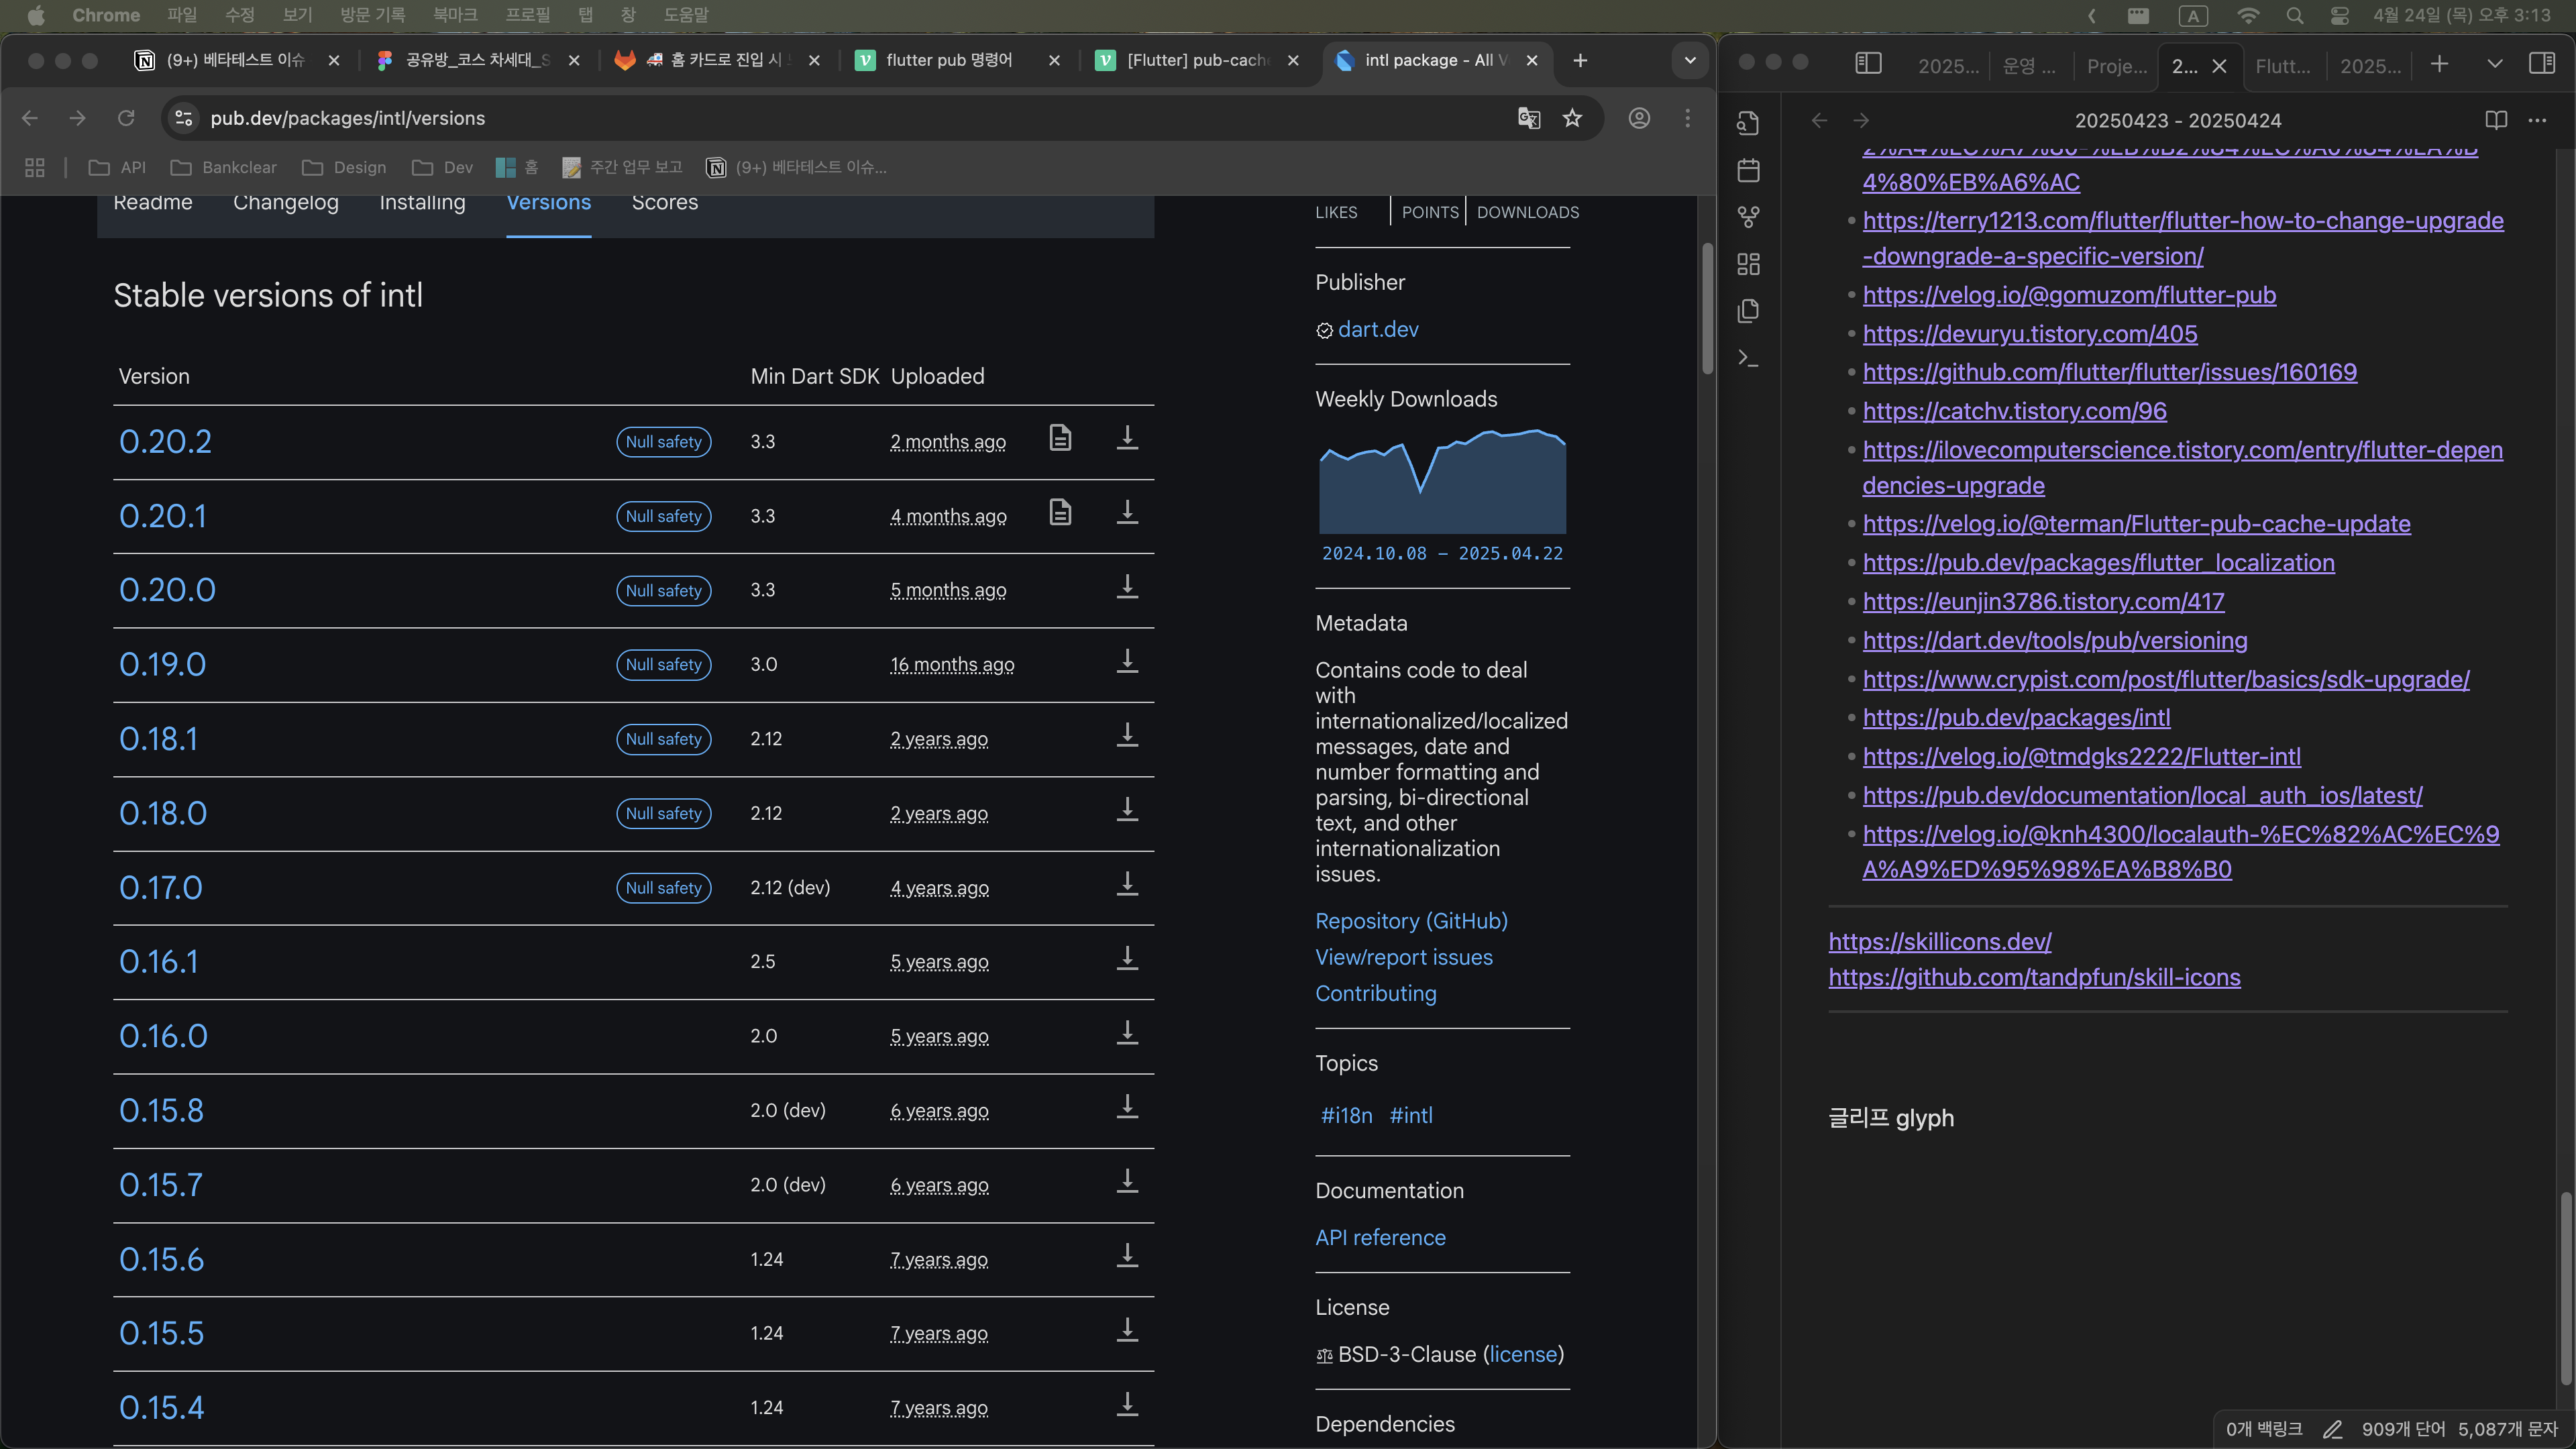 Chrome 파일 수정 보기 방문 기록 북마크 프로필 탭 창 도움말
A 4월 24일 (목) 오후 3:13
(9+) 베타테스트 이슈
공유방_코스 차세대_S
홈 카드로 진입 시
flutter pub 명령어
[Flutter] pub-cach
intl package - All V
pub.dev/packages/intl/versions
API Bankclear Design Dev 홈 주간 업무 보고 (9+) 베타테스트 이슈...
Readme Changelog Installing Versions Scores
Stable versions of intl
Version Min Dart SDK Uploaded
0.20.2 Null safety 3.3 2 months ago
0.20.1 Null safety 3.3 4 months ago
0.20.0 Null safety 3.3 5 months ago
0.19.0 Null safety 3.0 16 months ago
0.18.1 Null safety 2.12 2 years ago
0.18.0 Null safety 2.12 2 years ago
0.17.0 Null safety 2.12 (dev) 4 years ago
0.16.1 2.5 5 years ago
0.16.0 2.0 5 years ago
0.15.8 2.0 (dev) 6 years ago
0.15.7 2.0 (dev) 6 years ago
0.15.6 1.24 7 years ago
0.15.5 1.24 7 years ago
0.15.4 1.24 7 years ago
LIKES POINTS DOWNLOADS
Publisher
dart.dev
Weekly Downloads
2024.10.08 – 2025.04.22
Metadata
Contains code to deal
with
internationalized/localized
messages, date and
number formatting and
parsing, bi-directional
text, and other
internationalization
issues.
Repository (GitHub)
View/report issues
Contributing
Topics
#i18n #intl
Documentation
API reference
License
BSD-3-Clause (license)
Dependencies
2025... 운영 ... Proje... 2... Flutt... 2025...
20250423 - 20250424
2%A4%EC%A7%80-%EB%B2%84%EC%A0%84%EA%B
4%80%EB%A6%AC
https://terry1213.com/flutter/flutter-how-to-change-upgrade
-downgrade-a-specific-version/
https://velog.io/@gomuzom/flutter-pub
https://devuryu.tistory.com/405
https://github.com/flutter/flutter/issues/160169
https://catchv.tistory.com/96
https://ilovecomputerscience.tistory.com/entry/flutter-depen
dencies-upgrade
https://velog.io/@terman/Flutter-pub-cache-update
https://pub.dev/packages/flutter_localization
https://eunjin3786.tistory.com/417
https://dart.dev/tools/pub/versioning
https://www.crypist.com/post/flutter/basics/sdk-upgrade/
https://pub.dev/packages/intl
https://velog.io/@tmdgks2222/Flutter-intl
https://pub.dev/documentation/local_auth_ios/latest/
https://velog.io/@knh4300/localauth-%EC%82%AC%EC%9
A%A9%ED%95%98%EA%B8%B0
https://skillicons.dev/
https://github.com/tandpfun/skill-icons
글리프 glyph
0개 백링크 909개 단어 5,087개 문자